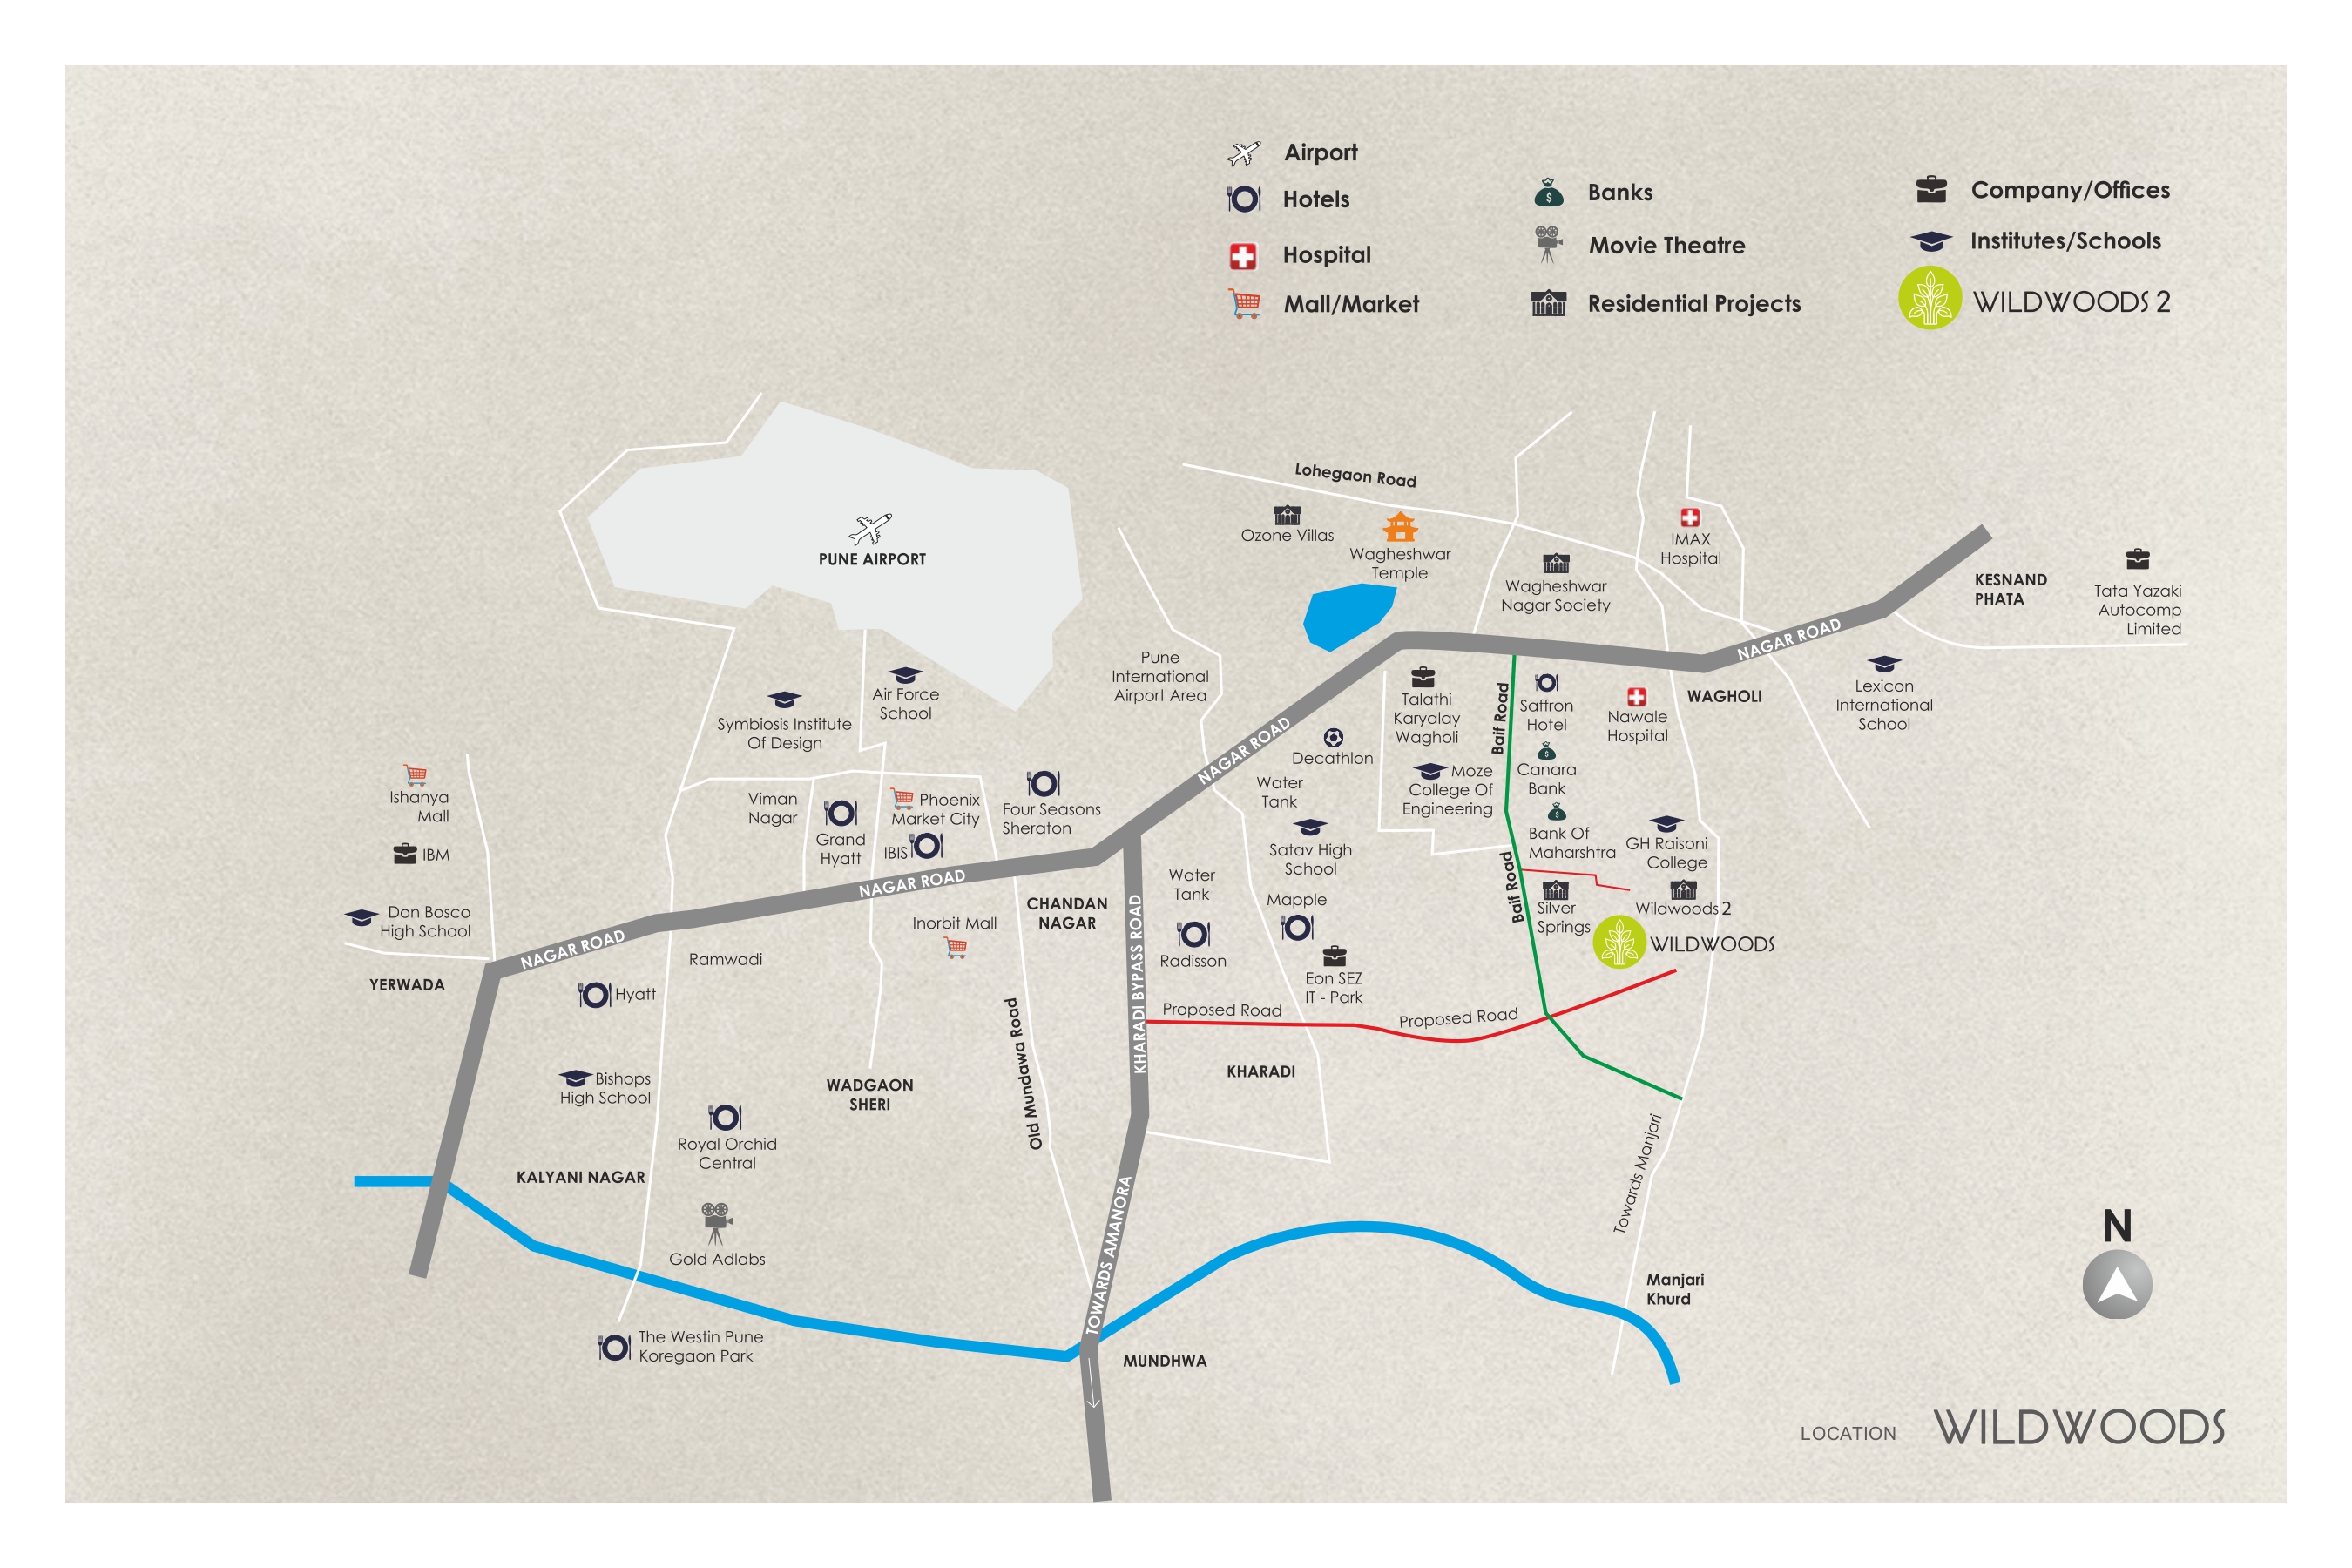 Airport
Hotels
Hospital
Mall/Market
Banks
Movie Theatre
Residential Projects
Company/Offices
Institutes/Schools
WILDWOODS 2
Lohegaon Road
Ozone Villas
Wagheshwar
Temple
IMAX
Hospital
PUNE AIRPORT
Wagheshwar
Nagar Society
KESNAND
PHATA
Tata Yazaki
Autocomp
Limited
NAGAR ROAD
Pune
International
Airport Area
Air Force
School
Symbiosis Institute
Of Design
Talathi
Karyalay
Wagholi
Baif Road
Saffron
Hotel
Nawale
Hospital
WAGHOLI
Lexicon
International
School
NAGAR ROAD
Decathlon
Water
Tank
Moze
College Of
Engineering
Canara
Bank
Ishanya
Mall
IBM
Viman
Nagar
Grand
Hyatt
Phoenix
Market City
IBIS
Four Seasons
Sheraton
Satav High
School
Bank Of
Maharshtra
GH Raisoni
College
NAGAR ROAD
Water
Tank
Mapple
Baif Road
Silver
Springs
Wildwoods 2
WILDWOODS
Don Bosco
High School
NAGAR ROAD
Inorbit Mall
CHANDAN
NAGAR
KHARADI BYPASS ROAD
Radisson
Eon SEZ
IT - Park
Ramwadi
YERWADA
Hyatt
Proposed Road
Proposed Road
Old Mundawa Road
KHARADI
Bishops
High School
WADGAON
SHERI
Royal Orchid
Central
KALYANI NAGAR
Towards Manjari
TOWARDS AMANORA
Gold Adlabs
Manjari
Khurd
N
The Westin Pune
Koregaon Park
MUNDHWA
LOCATION WILDWOODS